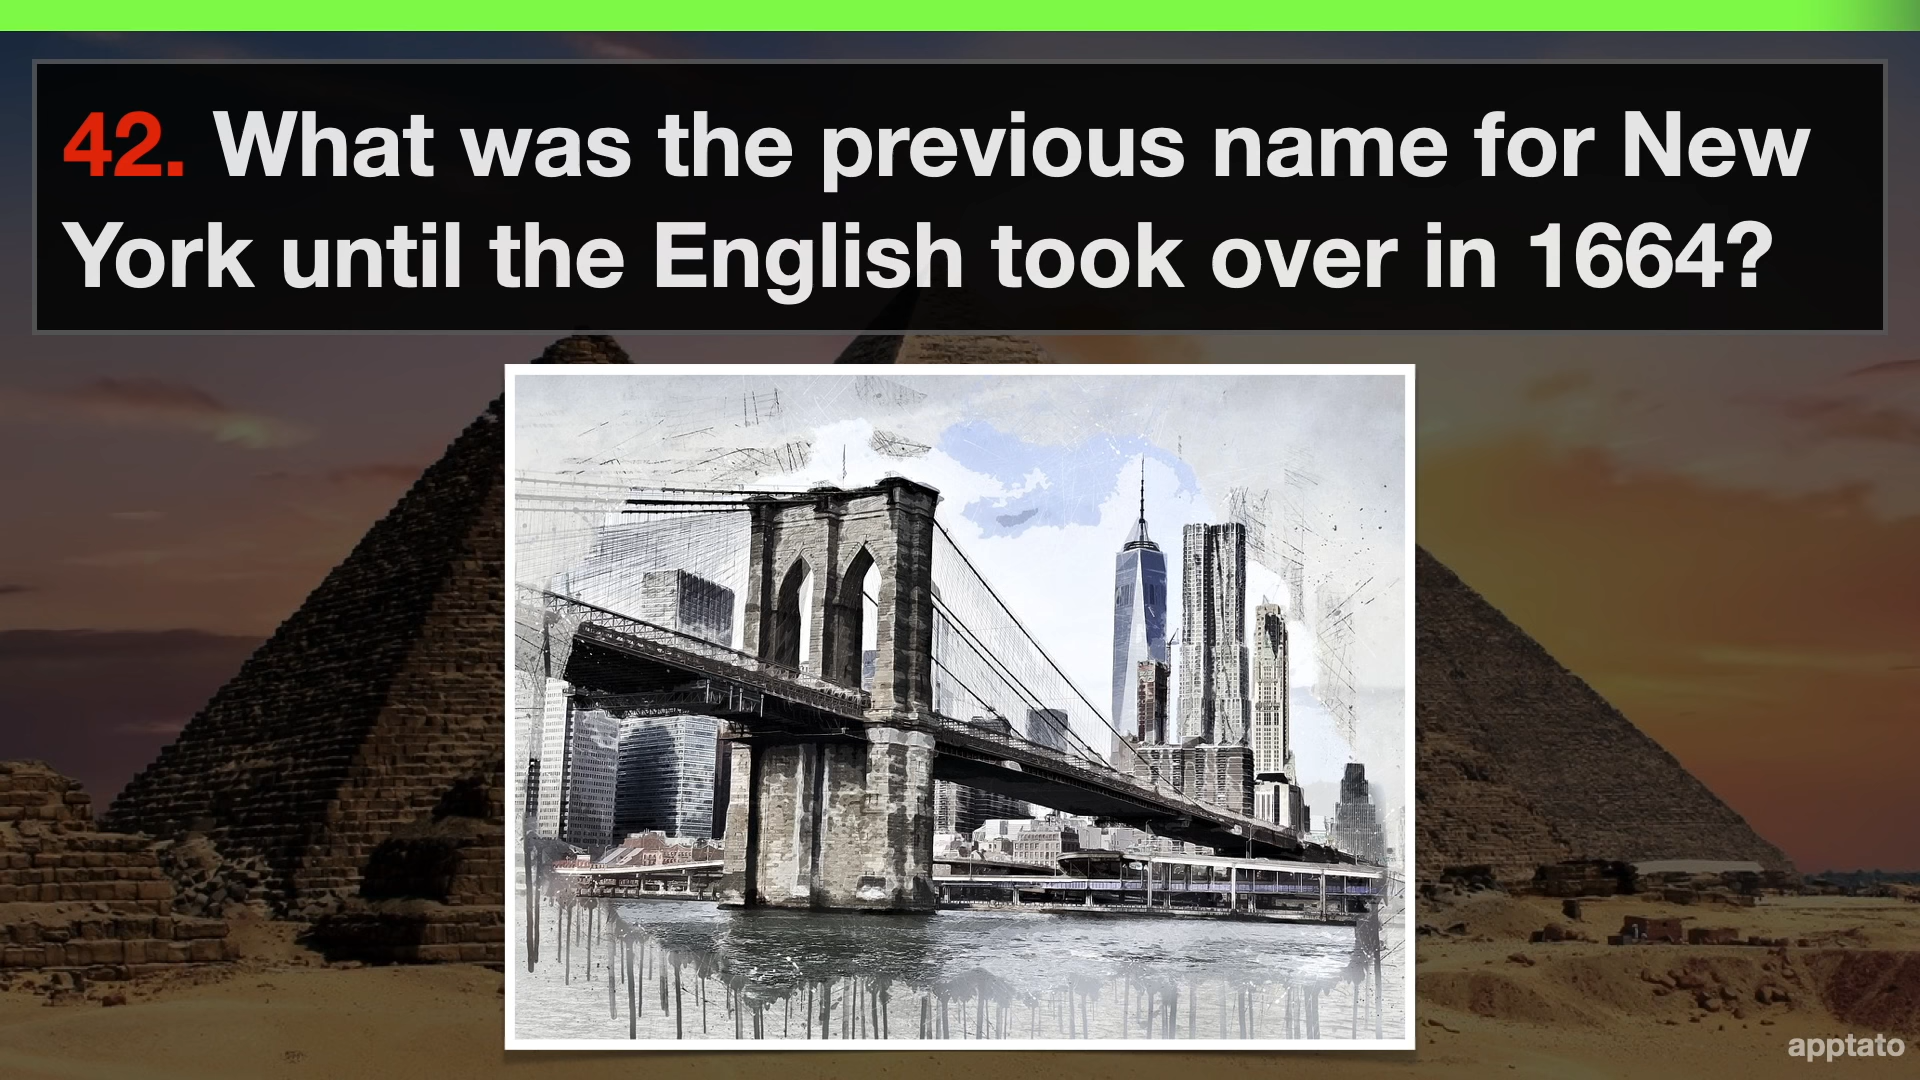 42. What was the previous name for New
York until the English took over in 1664?
apptato